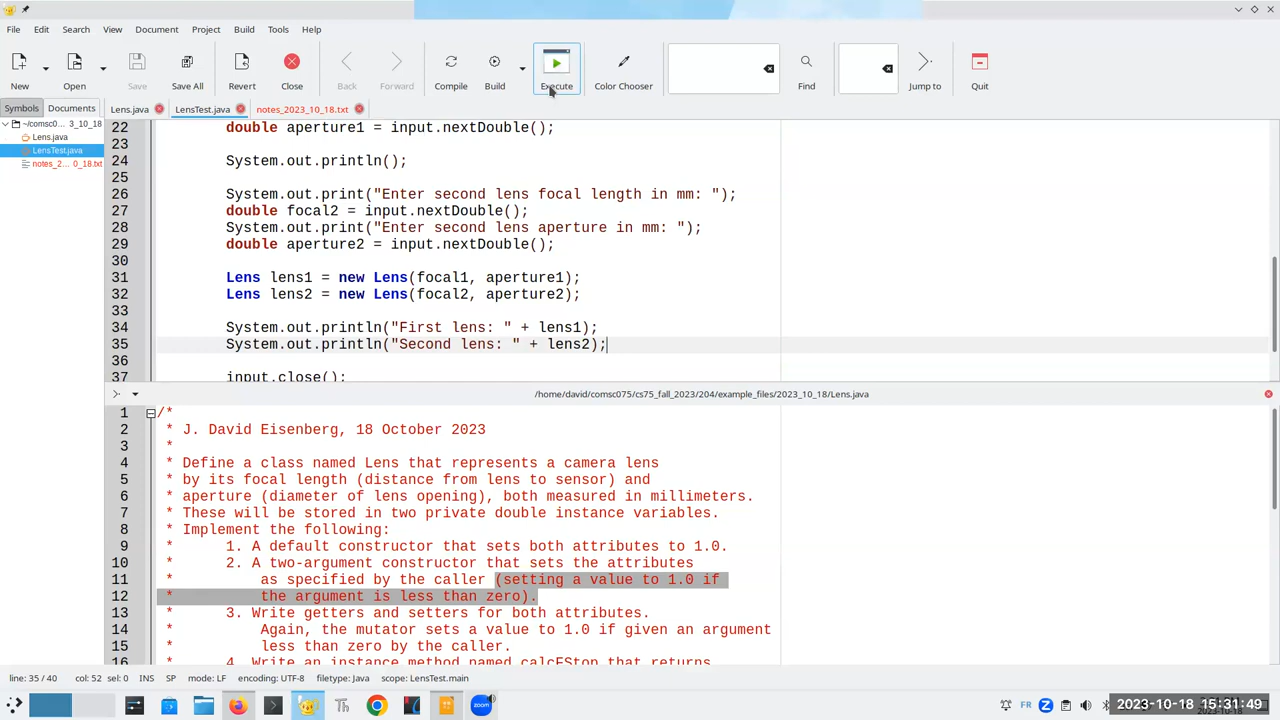 File Edit Search View Document Project Build Tools Help
New Open Save Save All Revert Close Back Forward Compile Build Execute Color Chooser Find Jump to Quit
Symbols Documents Lens.java LensTest.java notes_2023_10_18.txt
~/comsc0… 3_10_18
Lens.java
LensTest.java
notes_2… 0_18.txt
22 double aperture1 = input.nextDouble();
23
24 System.out.println();
25
26 System.out.print("Enter second lens focal length in mm: ");
27 double focal2 = input.nextDouble();
28 System.out.print("Enter second lens aperture in mm: ");
29 double aperture2 = input.nextDouble();
30
31 Lens lens1 = new Lens(focal1, aperture1);
32 Lens lens2 = new Lens(focal2, aperture2);
33
34 System.out.println("First lens: " + lens1);
35 System.out.println("Second lens: " + lens2);
36
37 input.close();
/home/david/comsc075/cs75_fall_2023/204/example_files/2023_10_18/Lens.java
1 /*
2 * J. David Eisenberg, 18 October 2023
3 *
4 * Define a class named Lens that represents a camera lens
5 * by its focal length (distance from lens to sensor) and
6 * aperture (diameter of lens opening), both measured in millimeters.
7 * These will be stored in two private double instance variables.
8 * Implement the following:
9 * 1. A default constructor that sets both attributes to 1.0.
10 * 2. A two-argument constructor that sets the attributes
11 * as specified by the caller (setting a value to 1.0 if
12 * the argument is less than zero).
13 * 3. Write getters and setters for both attributes.
14 * Again, the mutator sets a value to 1.0 if given an argument
15 * less than zero by the caller.
16 * 4. Write an instance method named calcFStop that returns
line: 35 / 40 col: 52 sel: 0 INS SP mode: LF encoding: UTF-8 filetype: Java scope: LensTest.main
Th zoom FR 2023-10-18 15:31:49